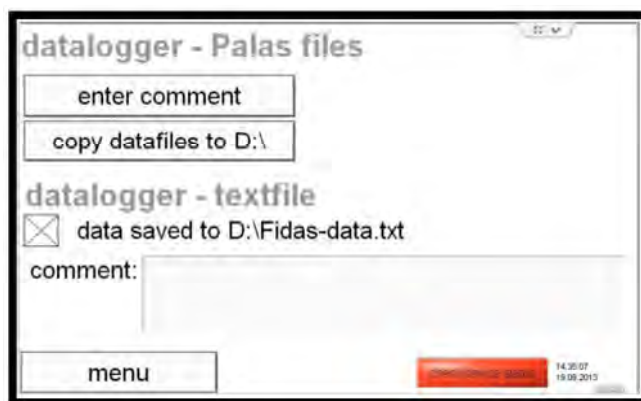 datalogger - Palas files
enter comment
copy datafiles to D:\
datalogger - textfile
data saved to D:\Fidas-data.txt
comment:
menu
14:35:07
19.09.2013